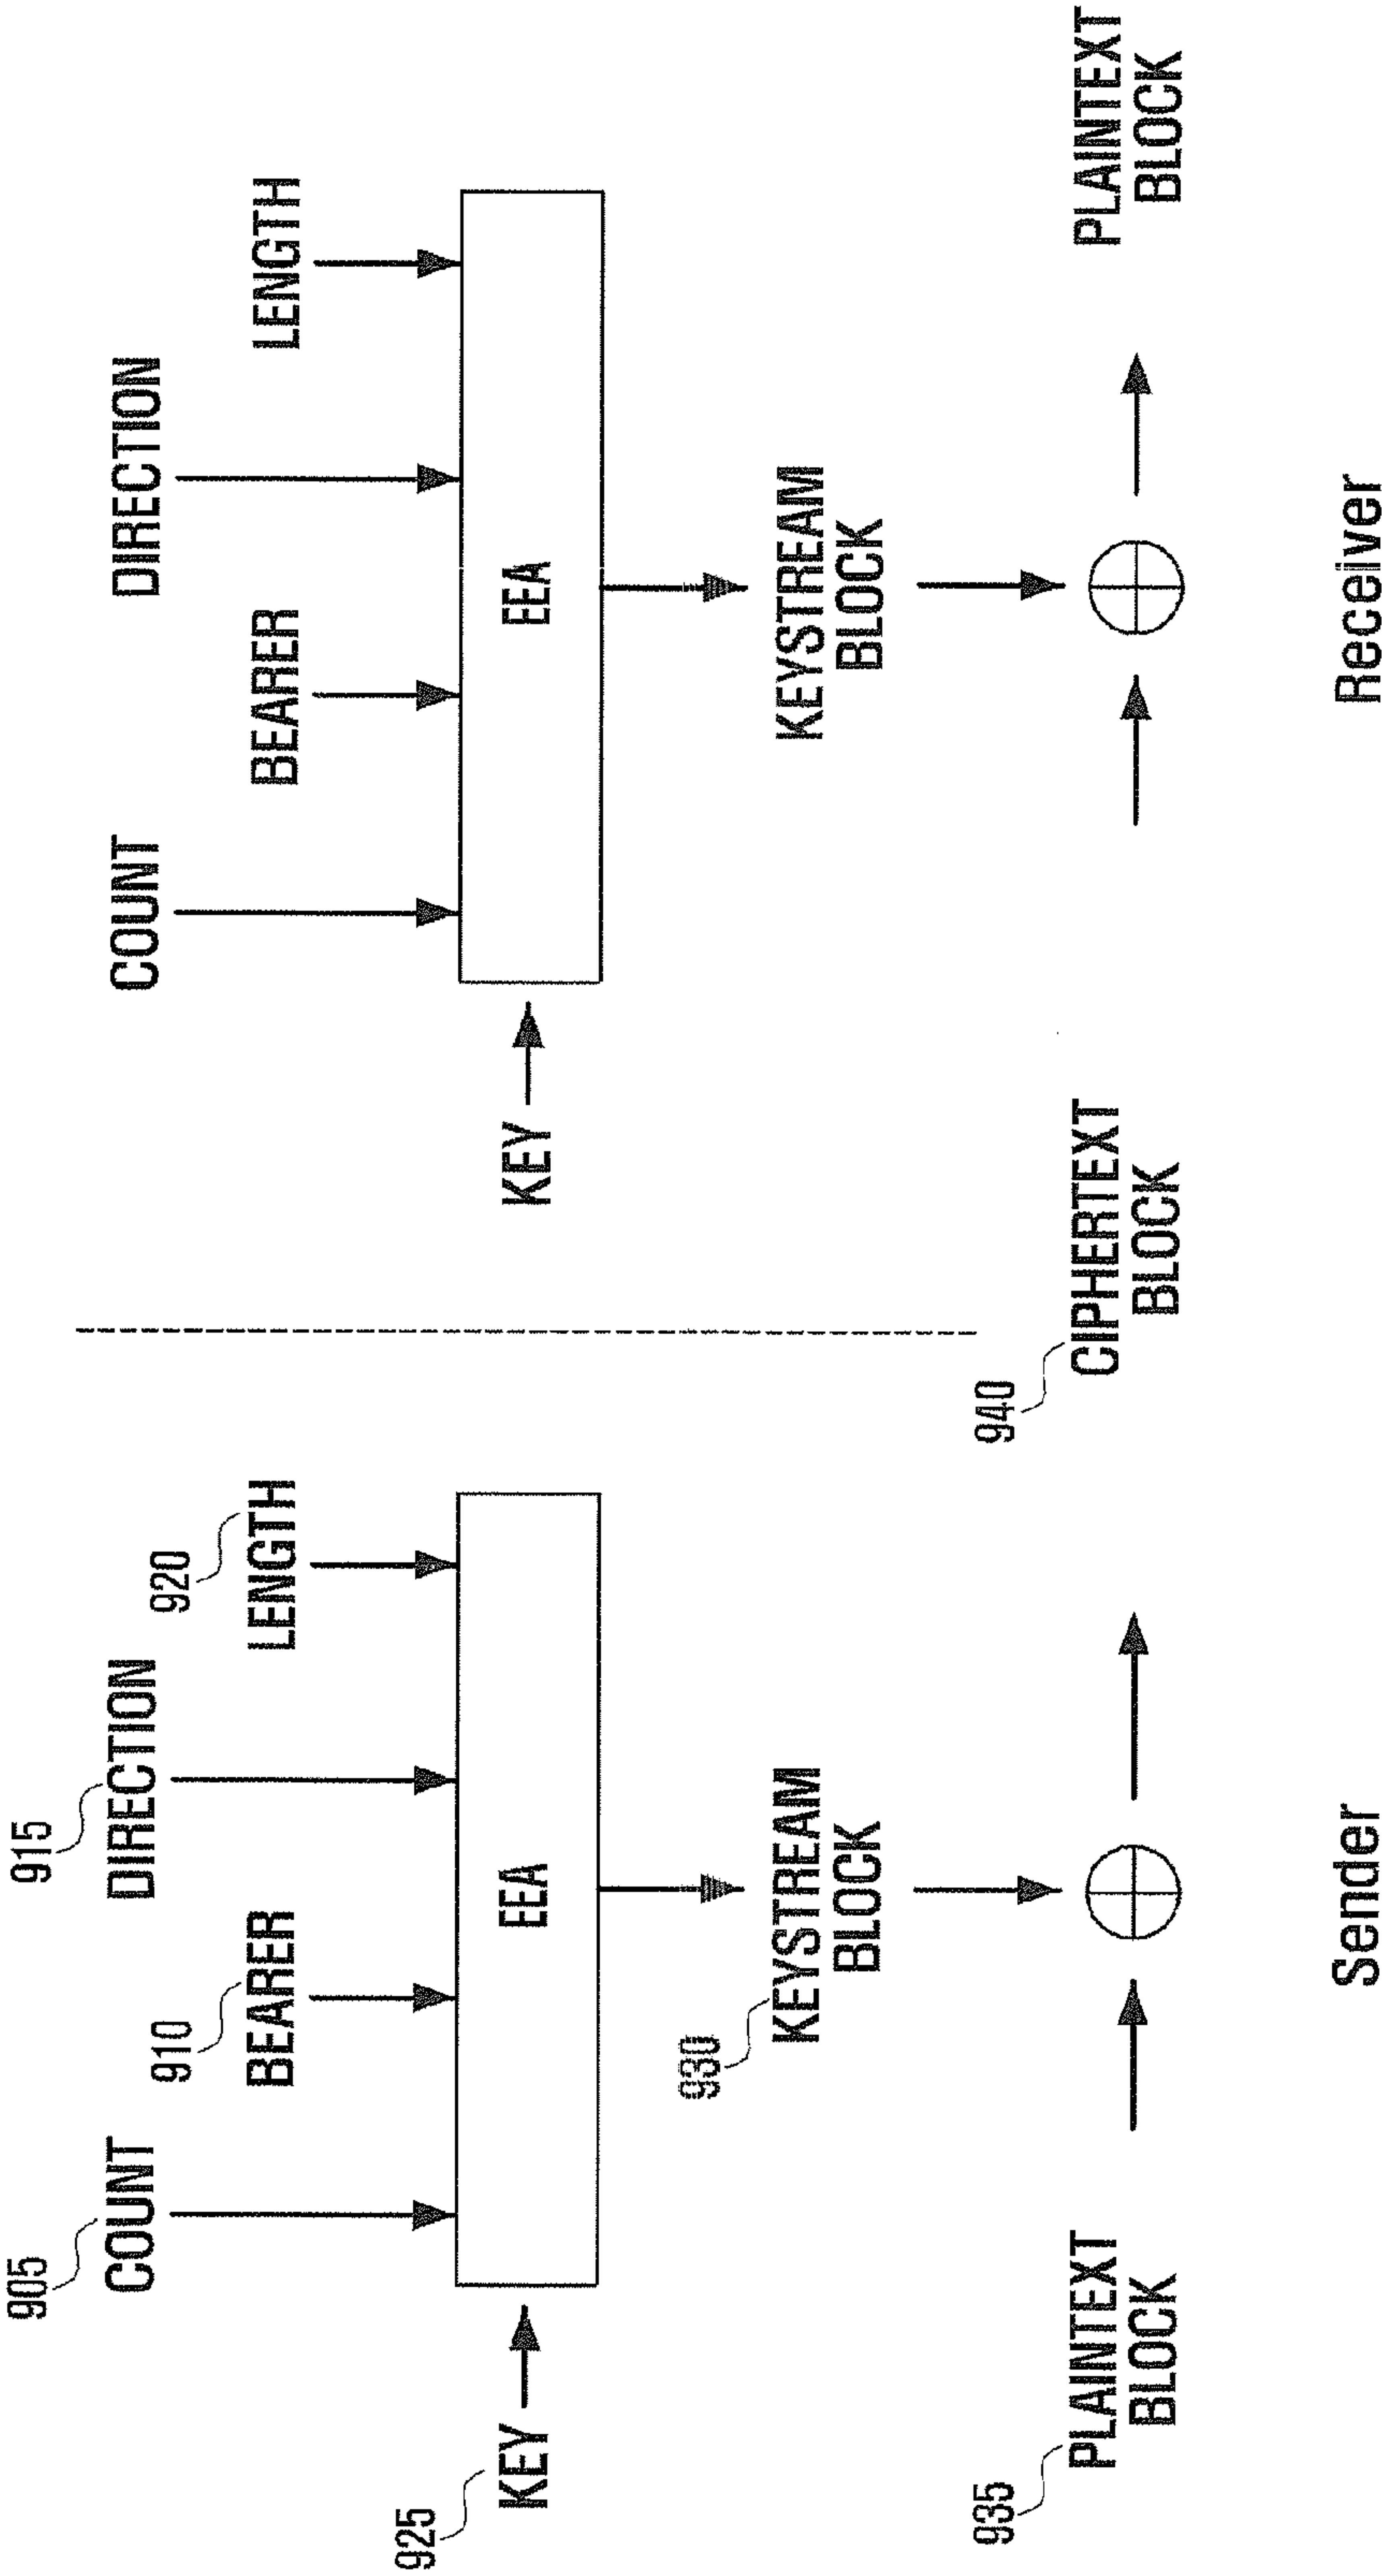 905
COUNT
910
BEARER
915
DIRECTION
920
LENGTH
925
KEY
EEA
930
KEYSTREAM
BLOCK
935
PLAINTEXT
BLOCK
940
CIPHERTEXT
BLOCK
Sender
COUNT
BEARER
DIRECTION
LENGTH
KEY
EEA
KEYSTREAM
BLOCK
PLAINTEXT
BLOCK
Receiver